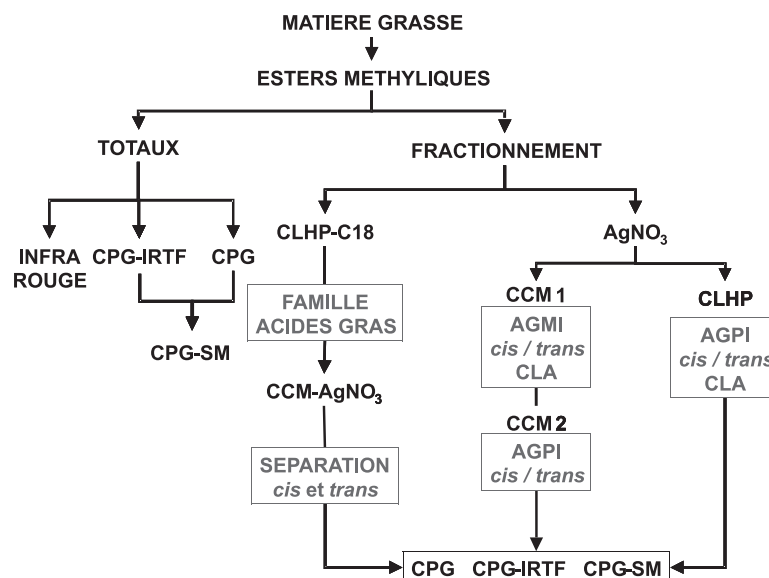 MATIERE GRASSE
ESTERS METHYLIQUES
TOTAUX
FRACTIONNEMENT
INFRA
ROUGE
CPG-IRTF
CPG
CPG-SM
CLHP-C18
FAMILLE
ACIDES GRAS
CCM-AgNO₃
SEPARATION
cis et trans
AgNO₃
CCM 1
AGMI
cis / trans
CLA
CCM 2
AGPI
cis / trans
CLHP
AGPI
cis / trans
CLA
CPG CPG-IRTF CPG-SM